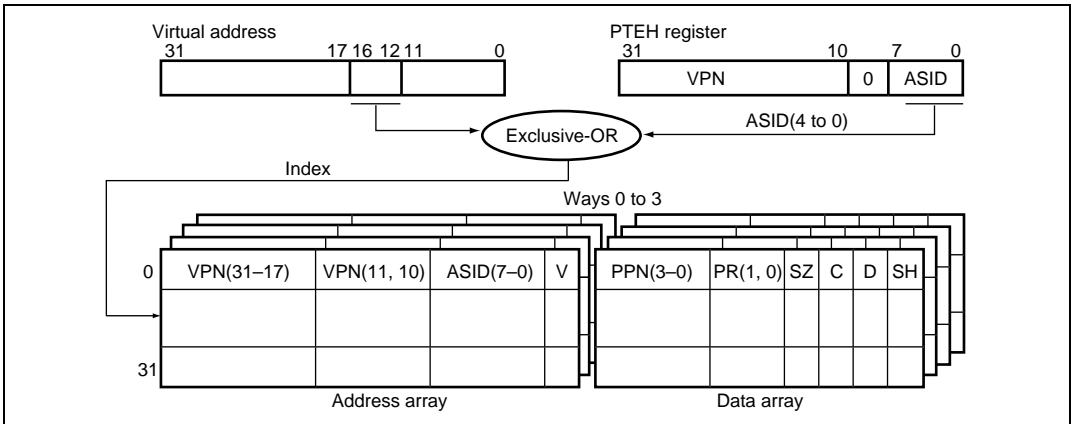 Virtual address
PTEH register
31 17 16 12 11 0
31 10 7 0
VPN 0 ASID
ASID(4 to 0)
Exclusive-OR
Index
Ways 0 to 3
0 VPN(31–17) VPN(11, 10) ASID(7–0) V PPN(3–0) PR(1, 0) SZ C D SH
31
Address array
Data array